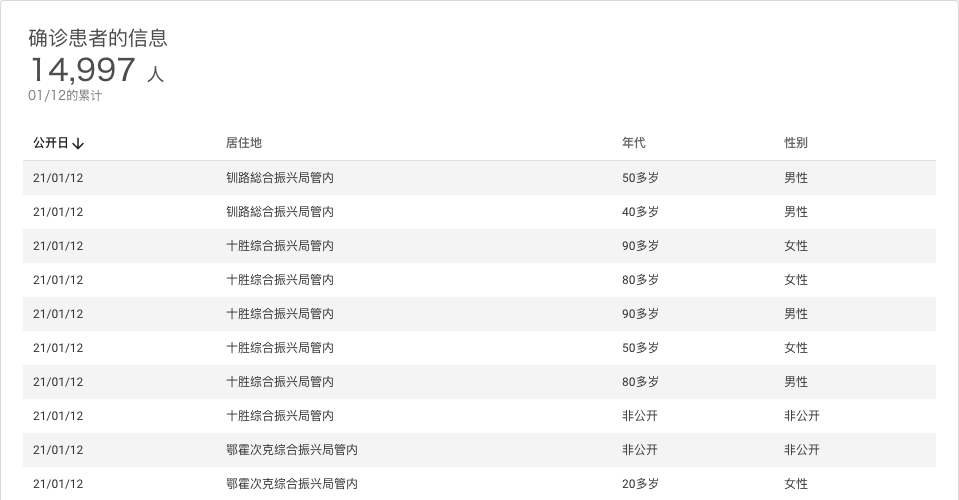 确诊患者的信息
14,997 人
01/12的累计
公开日↓ 居住地 年代 性别
21/01/12 钏路総合振兴局管内 50多岁 男性
21/01/12 钏路総合振兴局管内 40多岁 男性
21/01/12 十胜综合振兴局管内 90多岁 女性
21/01/12 十胜综合振兴局管内 80多岁 女性
21/01/12 十胜综合振兴局管内 90多岁 男性
21/01/12 十胜综合振兴局管内 50多岁 女性
21/01/12 十胜综合振兴局管内 80多岁 男性
21/01/12 十胜综合振兴局管内 非公开 非公开
21/01/12 鄂霍次克综合振兴局管内 非公开 非公开
21/01/12 鄂霍次克综合振兴局管内 20多岁 女性